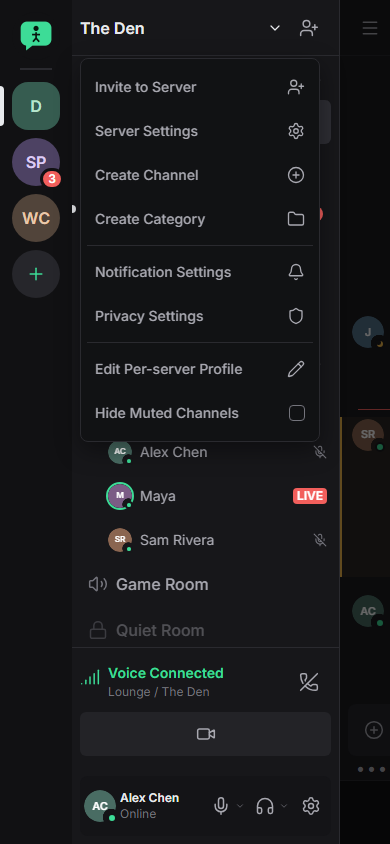 The Den
D
SP
3
WC
Invite to Server
Server Settings
Create Channel
Create Category
Notification Settings
Privacy Settings
Edit Per-server Profile
Hide Muted Channels
J
SR
AC
AC Alex Chen
M Maya LIVE
SR Sam Rivera
Game Room
Quiet Room
Voice Connected
Lounge / The Den
AC Alex Chen
Online